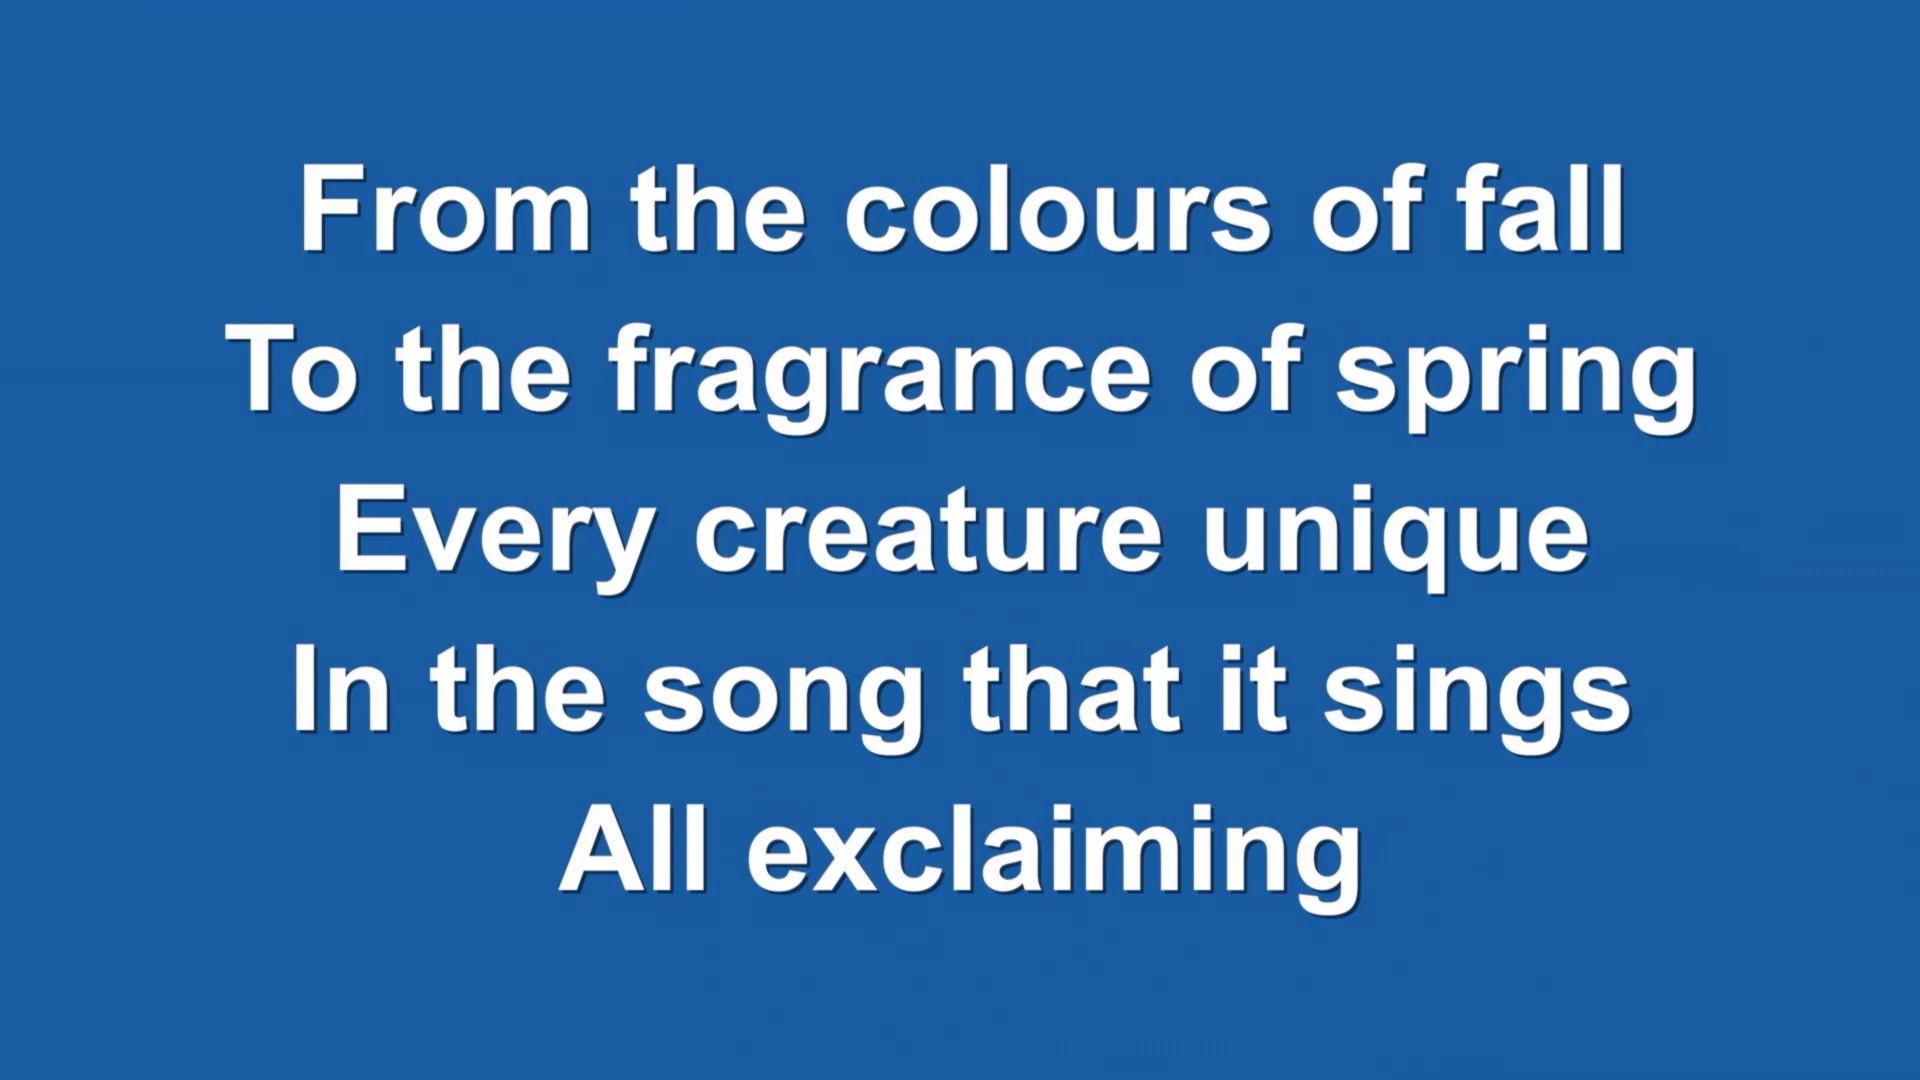 From the colours of fall
To the fragrance of spring
Every creature unique
In the song that it sings
All exclaiming